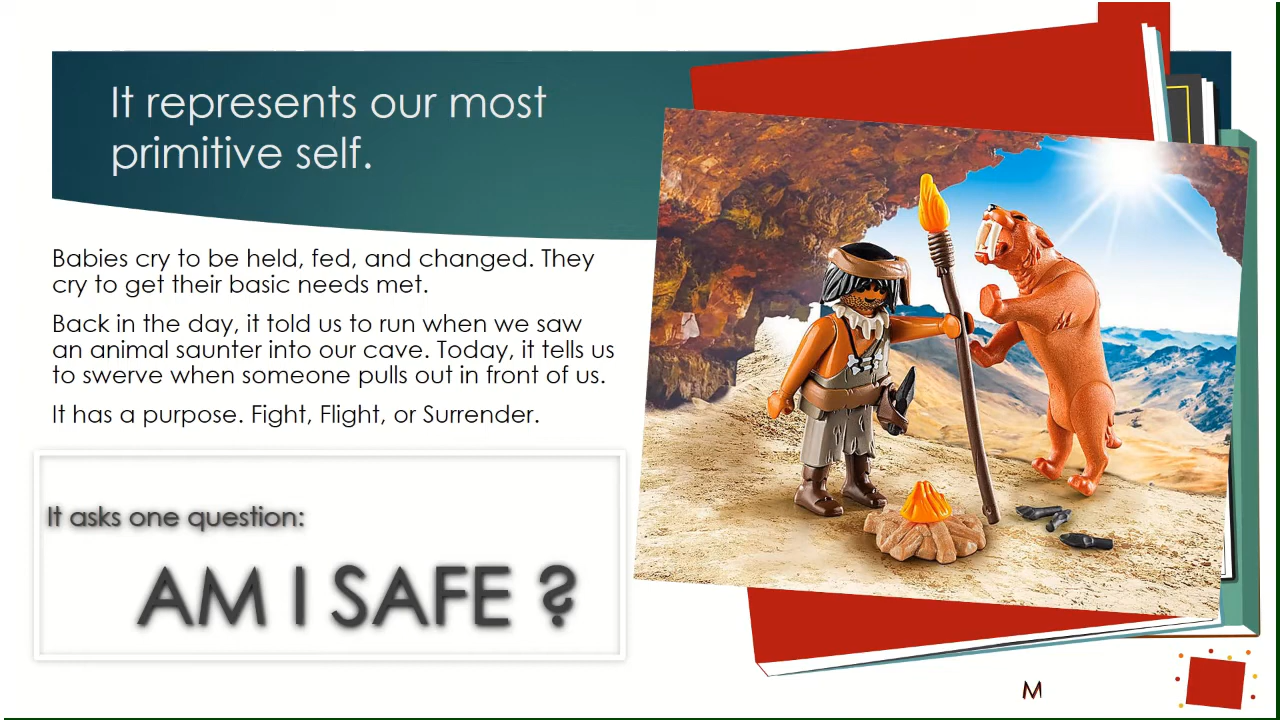 It represents our most
primitive self.
Babies cry to be held, fed, and changed. They
cry to get their basic needs met.
Back in the day, it told us to run when we saw
an animal saunter into our cave. Today, it tells us
to swerve when someone pulls out in front of us.
It has a purpose. Fight, Flight, or Surrender.
It asks one question:
AM I SAFE ?
M